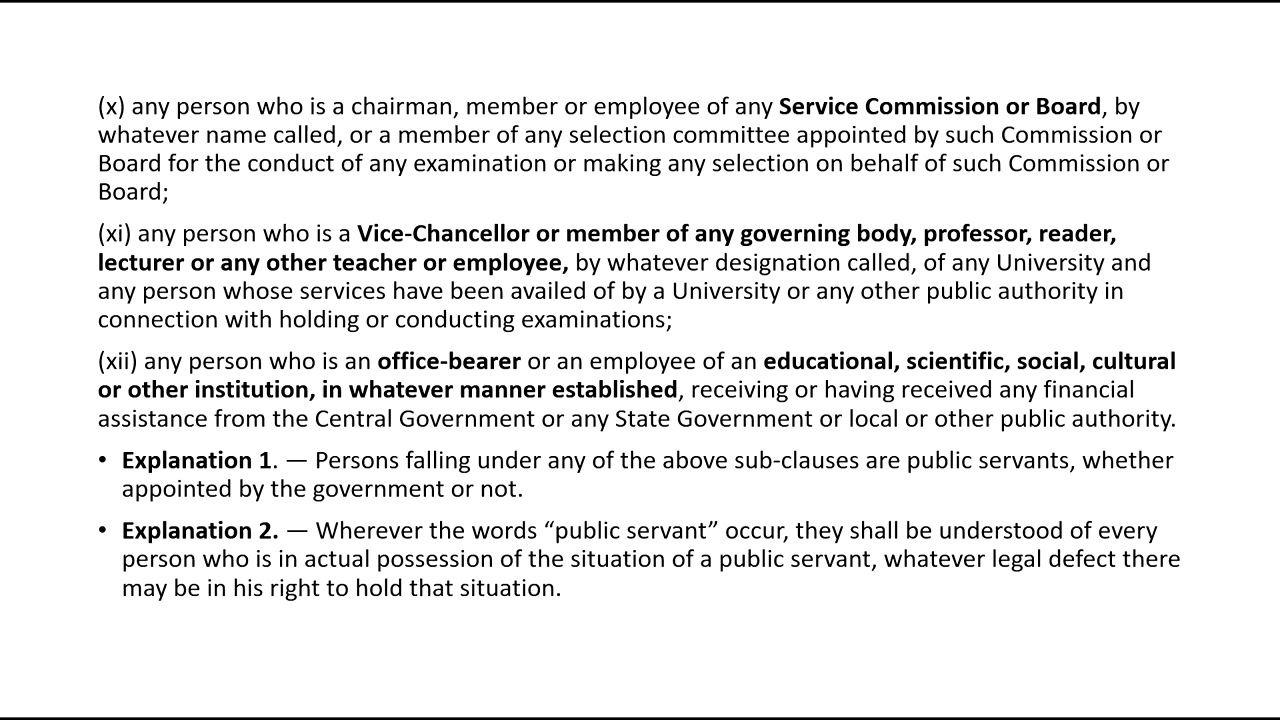 (x) any person who is a chairman, member or employee of any Service Commission or Board, by
whatever name called, or a member of any selection committee appointed by such Commission or
Board for the conduct of any examination or making any selection on behalf of such Commission or
Board;
(xi) any person who is a Vice-Chancellor or member of any governing body, professor, reader,
lecturer or any other teacher or employee, by whatever designation called, of any University and
any person whose services have been availed of by a University or any other public authority in
connection with holding or conducting examinations;
(xii) any person who is an office-bearer or an employee of an educational, scientific, social, cultural
or other institution, in whatever manner established, receiving or having received any financial
assistance from the Central Government or any State Government or local or other public authority.
• Explanation 1. — Persons falling under any of the above sub-clauses are public servants, whether
appointed by the government or not.
• Explanation 2. — Wherever the words “public servant” occur, they shall be understood of every
person who is in actual possession of the situation of a public servant, whatever legal defect there
may be in his right to hold that situation.